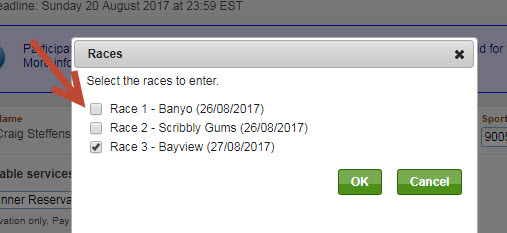 eadline: Sunday 20 August 2017 at 23:59 EST
Races
Participa
d for
More info
Select the races to enter.
Race 1 - Banyo (26/08/2017)
Name
Sport
Craig Steffens
Race 2 - Scribbly Gums (26/08/2017)
9005
Race 3 - Bayview (27/08/2017)
able services
OK
Cancel
nner Reserva
vation only, Pay